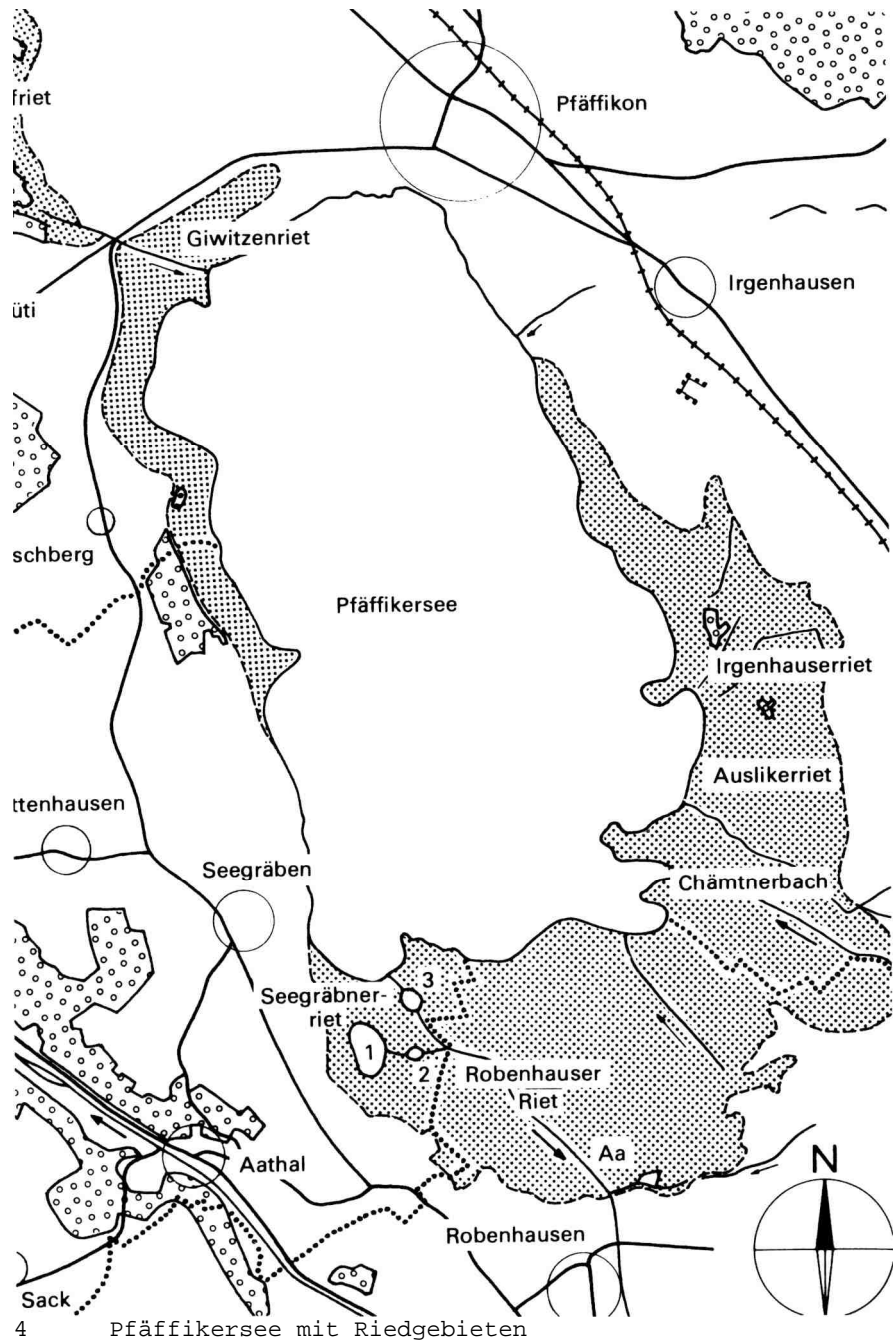 Pfäffikon
friet
Giwitzenriet
Irgenhausen
üti
schberg
Pfäffikersee
Irgenhauserriet
Auslikerriet
ttenhausen
Seegräben
Chämtnerbach
3
Seegräbner-
riet
1
2
Robenhauser
Riet
Aa
Aathal
N
Robenhausen
Sack
4 Pfäffikersee mit Riedgebieten